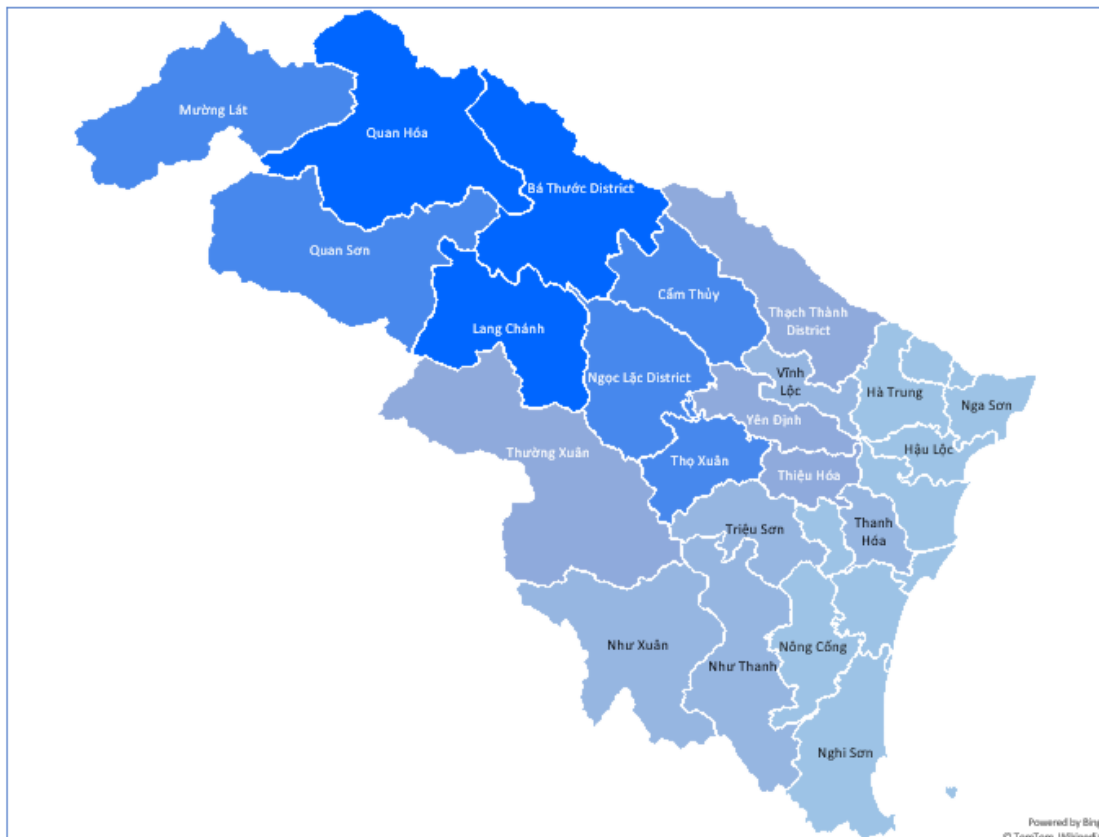 Mường Lát
Quan Hóa
Bá Thước District
Quan Sơn
Cẩm Thủy
Thạch Thành
District
Lang Chánh
Ngọc Lặc District
Vĩnh
Lộc
Hà Trung
Nga Sơn
Yên Định
Hậu Lộc
Thường Xuân
Thọ Xuân
Thiệu Hóa
Triệu Sơn
Thanh
Hóa
Như Xuân
Như Thanh
Nông Cống
Nghi Sơn
Powered by Bing
© TomTom,